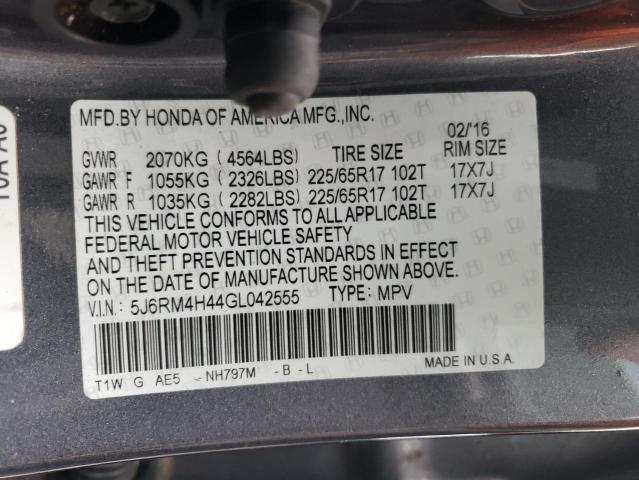 MFD.BY HONDA OF AMERICA MFG.,INC.
02/'16
GVWR 2070KG ( 4564LBS) TIRE SIZE RIM SIZE
GAWR F 1055KG ( 2326LBS) 225/65R17 102T 17X7J
GAWR R 1035KG ( 2282LBS) 225/65R17 102T 17X7J
THIS VEHICLE CONFORMS TO ALL APPLICABLE
FEDERAL MOTOR VEHICLE SAFETY
AND THEFT PREVENTION STANDARDS IN EFFECT
ON THE DATE OF MANUFACTURE SHOWN ABOVE.
V.I.N.: 5J6RM4H44GL042555 TYPE: MPV
T1W G AE5 - NH797M - B - L MADE IN U.S.A.